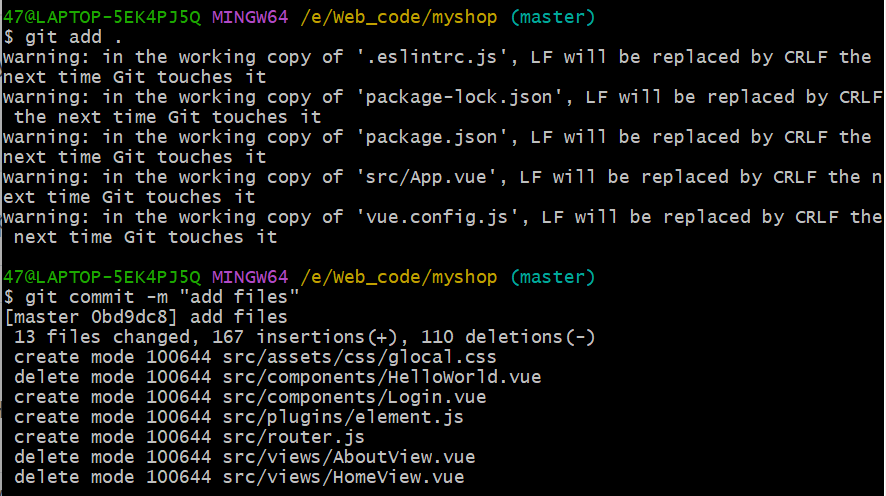 47@LAPTOP-5EK4PJ5Q MINGW64 /e/Web_code/myshop (master)
$ git add .
warning: in the working copy of '.eslintrc.js', LF will be replaced by CRLF the
next time Git touches it
warning: in the working copy of 'package-lock.json', LF will be replaced by CRLF
 the next time Git touches it
warning: in the working copy of 'package.json', LF will be replaced by CRLF the
next time Git touches it
warning: in the working copy of 'src/App.vue', LF will be replaced by CRLF the n
ext time Git touches it
warning: in the working copy of 'vue.config.js', LF will be replaced by CRLF the
 next time Git touches it
47@LAPTOP-5EK4PJ5Q MINGW64 /e/Web_code/myshop (master)
$ git commit -m "add files"
[master 0bd9dc8] add files
 13 files changed, 167 insertions(+), 110 deletions(-)
 create mode 100644 src/assets/css/glocal.css
 delete mode 100644 src/components/HelloWorld.vue
 create mode 100644 src/components/Login.vue
 create mode 100644 src/plugins/element.js
 create mode 100644 src/router.js
 delete mode 100644 src/views/AboutView.vue
 delete mode 100644 src/views/HomeView.vue